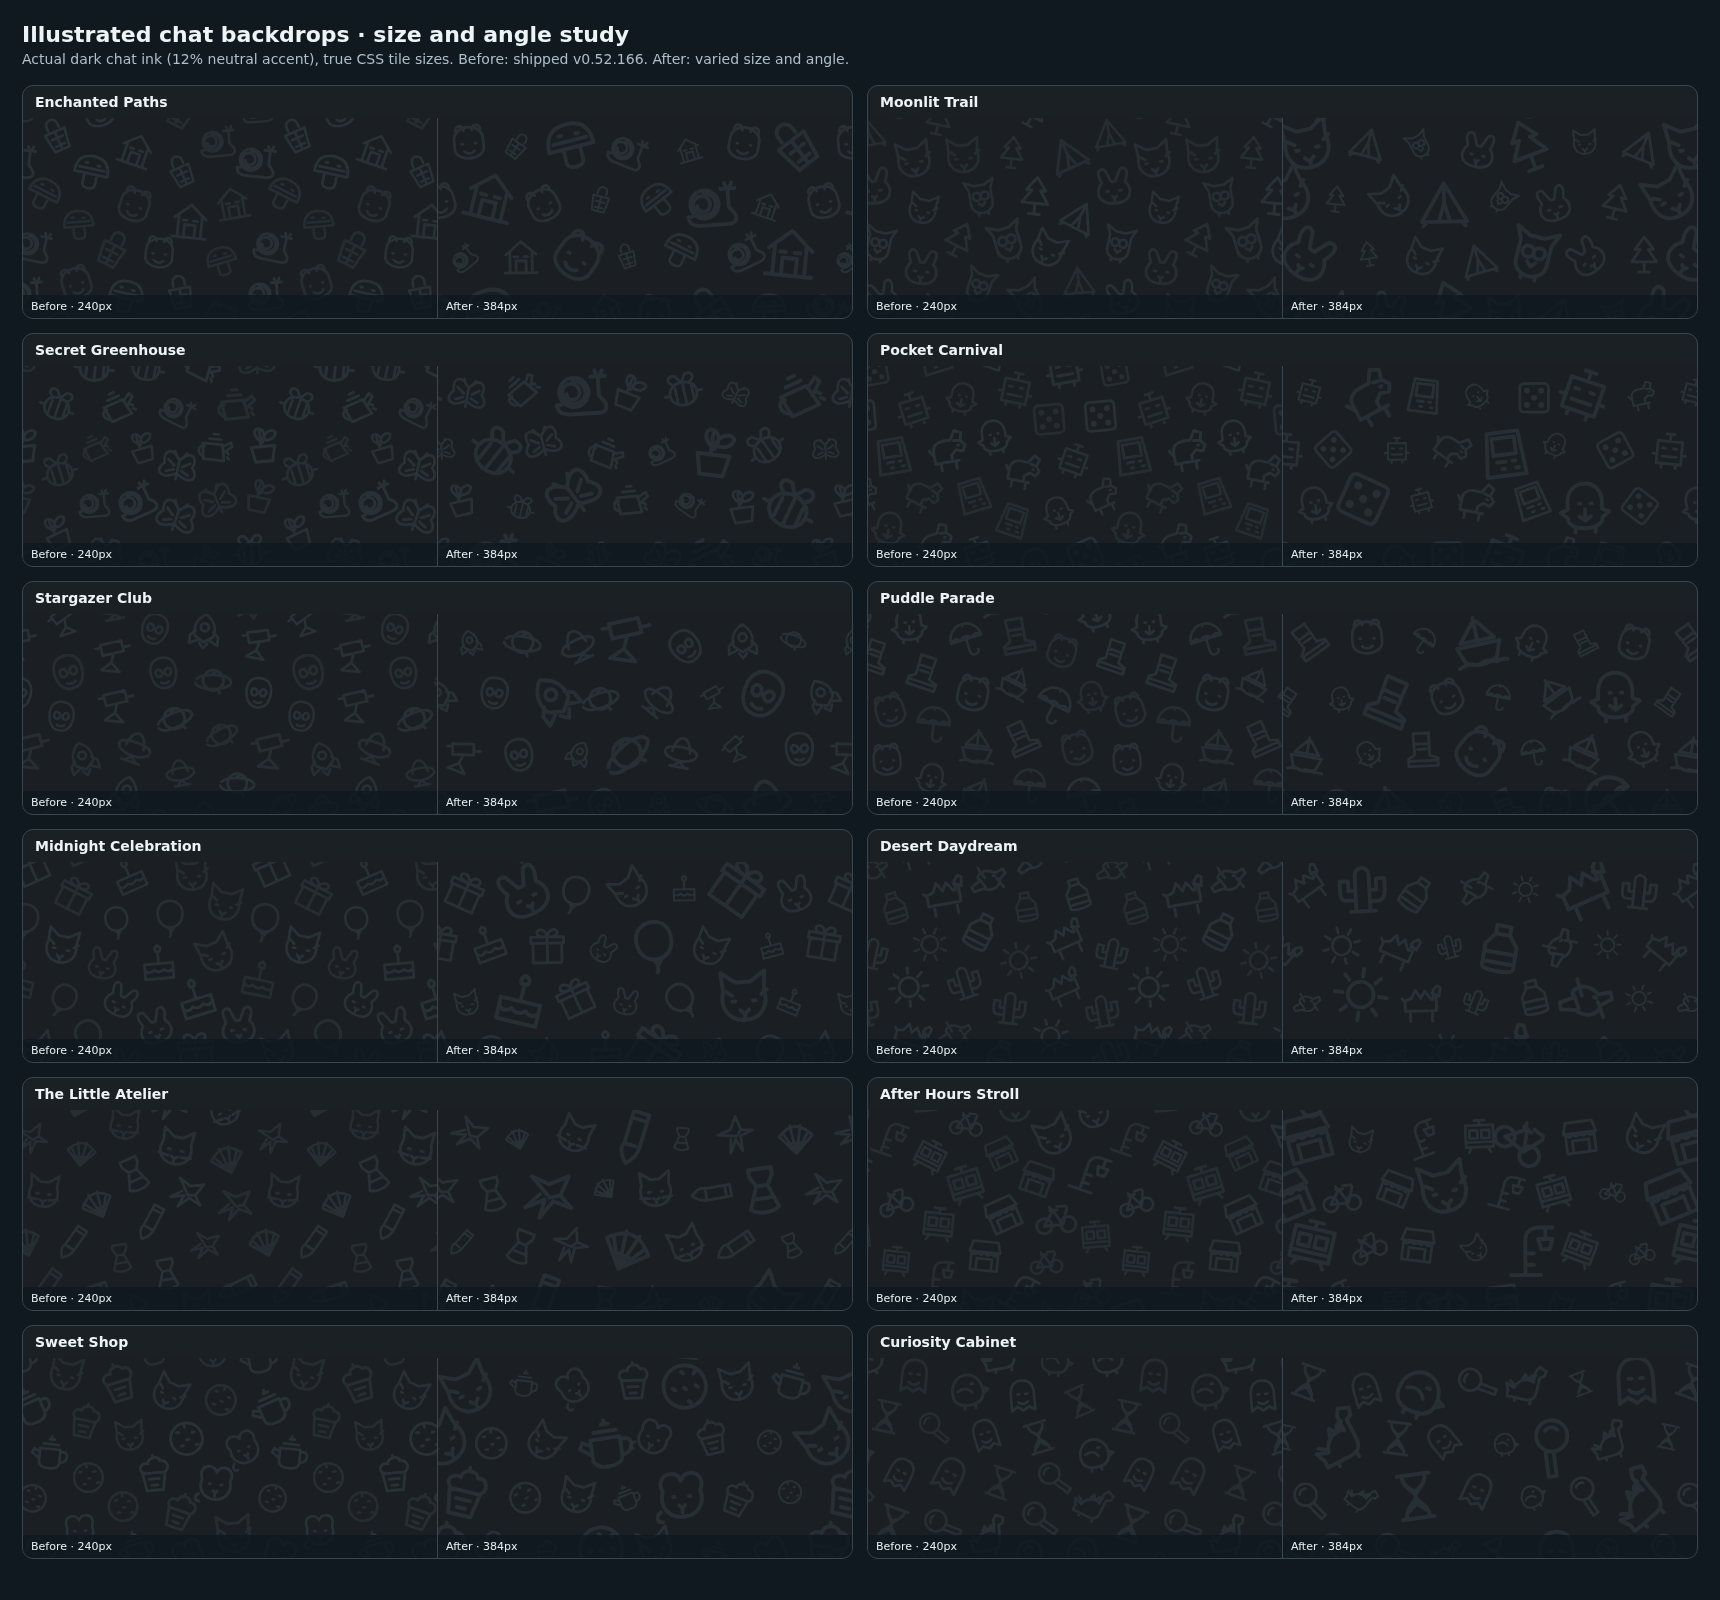 Illustrated chat backdrops · size and angle study
Actual dark chat ink (12% neutral accent), true CSS tile sizes. Before: shipped v0.52.166. After: varied size and angle.
Enchanted Paths
Before · 240px
After · 384px
Moonlit Trail
Before · 240px
After · 384px
Secret Greenhouse
Before · 240px
After · 384px
Pocket Carnival
Before · 240px
After · 384px
Stargazer Club
Before · 240px
After · 384px
Puddle Parade
Before · 240px
After · 384px
Midnight Celebration
Before · 240px
After · 384px
Desert Daydream
Before · 240px
After · 384px
The Little Atelier
Before · 240px
After · 384px
After Hours Stroll
Before · 240px
After · 384px
Sweet Shop
Before · 240px
After · 384px
Curiosity Cabinet
Before · 240px
After · 384px